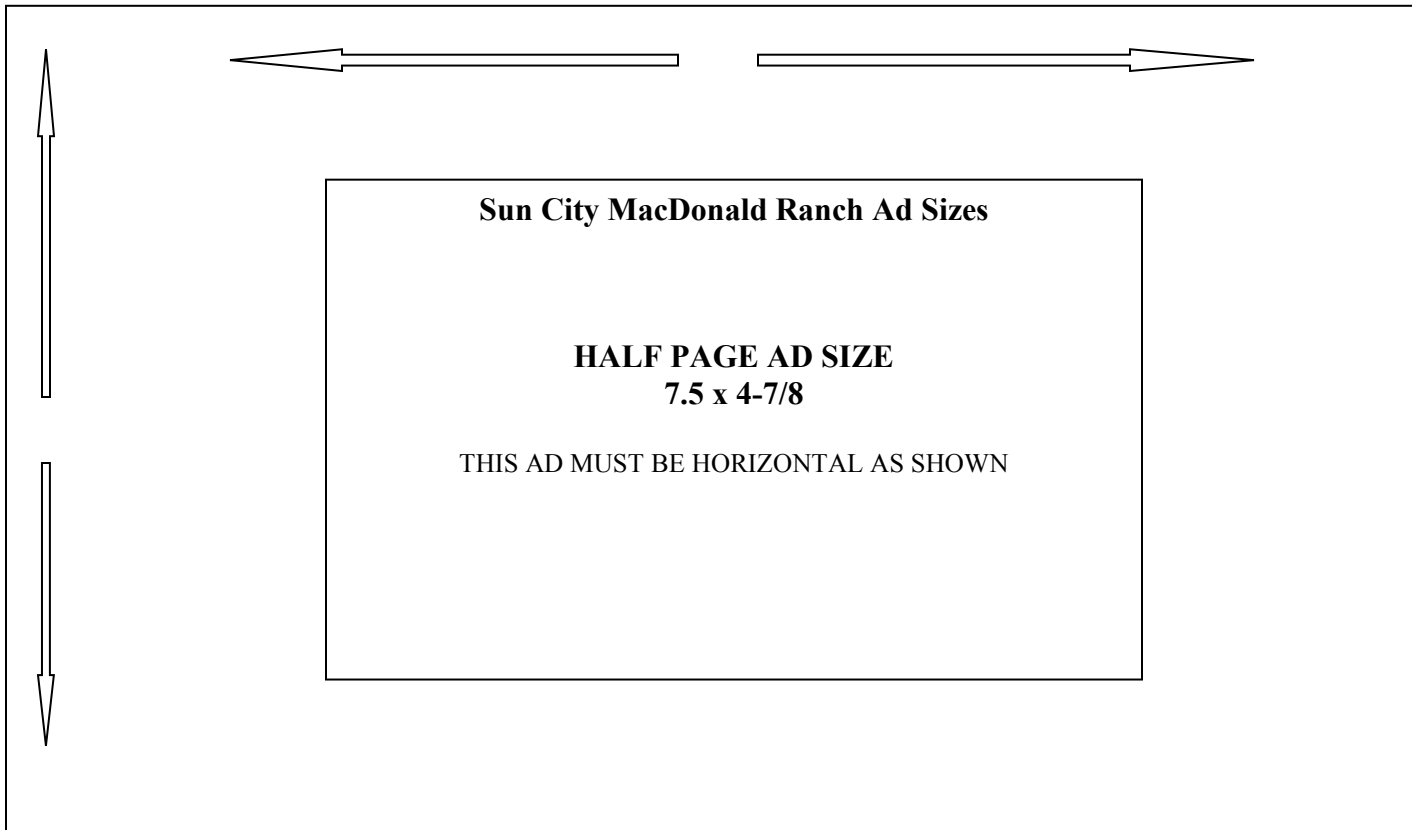 Sun City MacDonald Ranch Ad Sizes
HALF PAGE AD SIZE
7.5 x 4-7/8
THIS AD MUST BE HORIZONTAL AS SHOWN